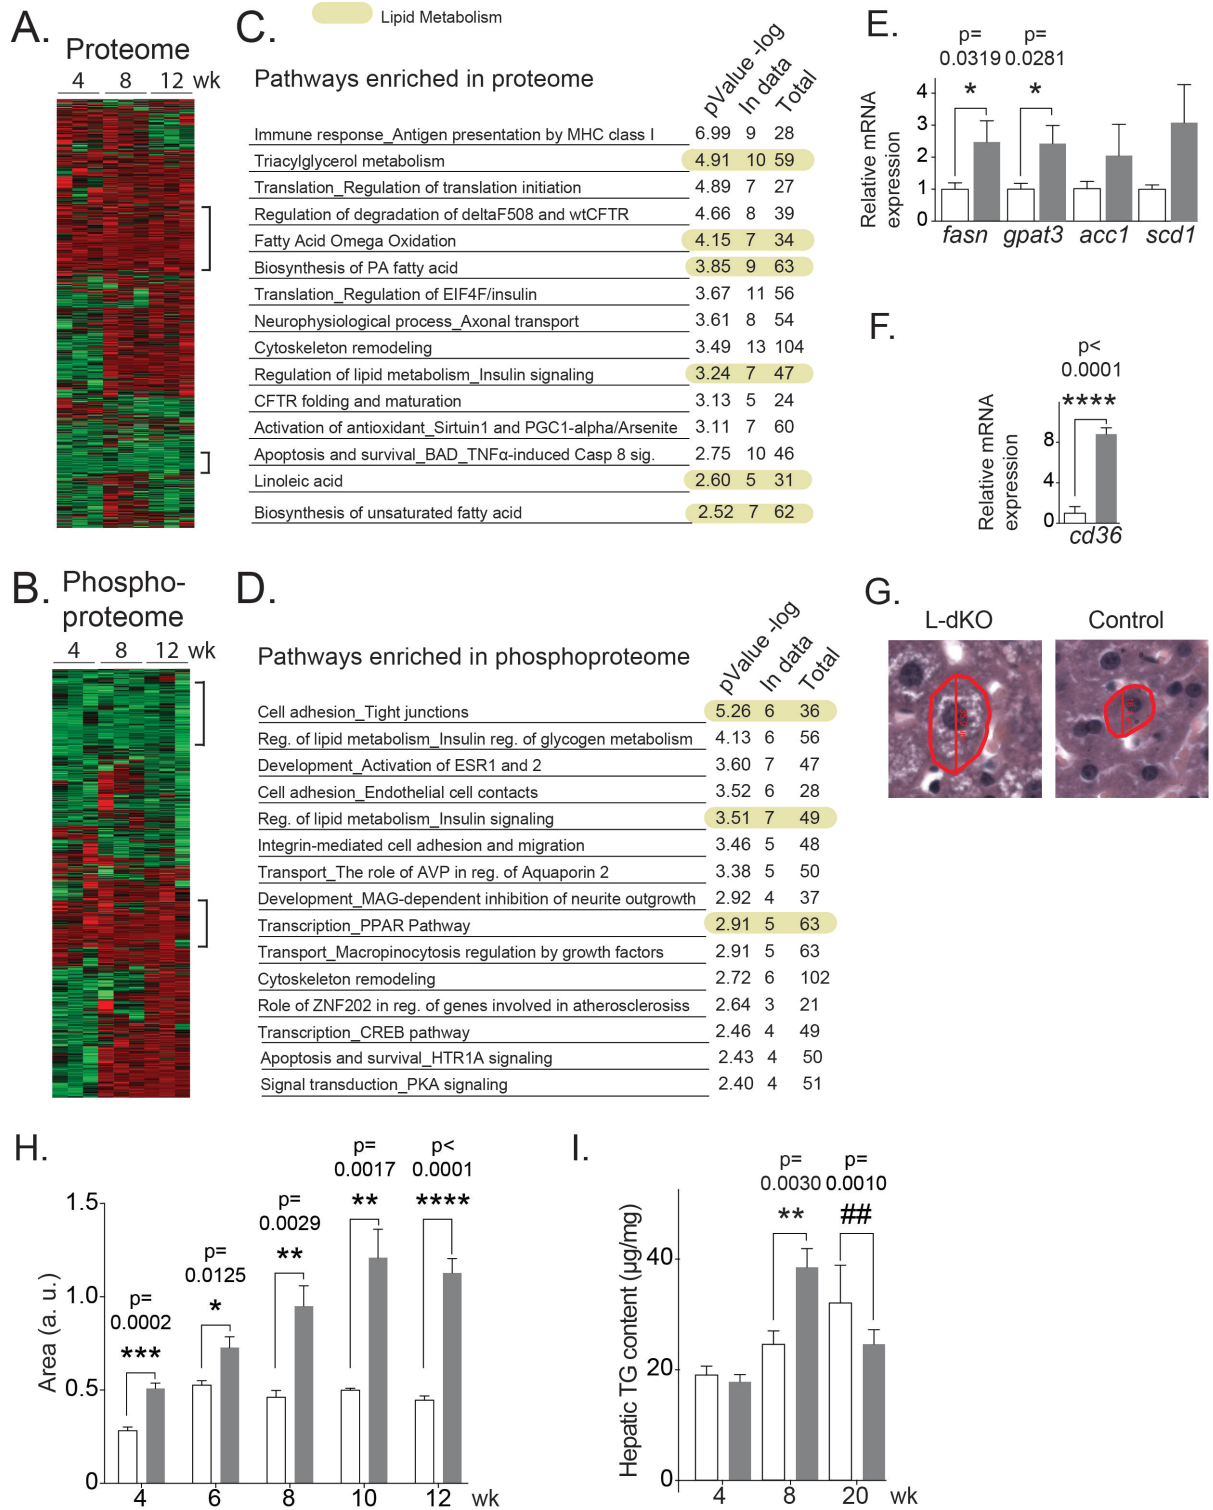 Lipid Metabolism
A.
Proteome
4 8 12 wk
C.
Pathways enriched in proteome
pValue -log
In data
Total
Immune response_Antigen presentation by MHC class I 6.99 9 28
Triacylglycerol metabolism 4.91 10 59
Translation_Regulation of translation initiation 4.89 7 27
Regulation of degradation of deltaF508 and wtCFTR 4.66 8 39
Fatty Acid Omega Oxidation 4.15 7 34
Biosynthesis of PA fatty acid 3.85 9 63
Translation_Regulation of EIF4F/insulin 3.67 11 56
Neurophysiological process_Axonal transport 3.61 8 54
Cytoskeleton remodeling 3.49 13 104
Regulation of lipid metabolism_Insulin signaling 3.24 7 47
CFTR folding and maturation 3.13 5 24
Activation of antioxidant_Sirtuin1 and PGC1-alpha/Arsenite 3.11 7 60
Apoptosis and survival_BAD_TNFα-induced Casp 8 sig. 2.75 10 46
Linoleic acid 2.60 5 31
Biosynthesis of unsaturated fatty acid 2.52 7 62
B.
Phospho-
proteome
4 8 12 wk
D.
Pathways enriched in phosphoproteome
pValue -log
In data
Total
Cell adhesion_Tight junctions 5.26 6 36
Reg. of lipid metabolism_Insulin reg. of glycogen metabolism 4.13 6 56
Development_Activation of ESR1 and 2 3.60 7 47
Cell adhesion_Endothelial cell contacts 3.52 6 28
Reg. of lipid metabolism_Insulin signaling 3.51 7 49
Integrin-mediated cell adhesion and migration 3.46 5 48
Transport_The role of AVP in reg. of Aquaporin 2 3.38 5 50
Development_MAG-dependent inhibition of neurite outgrowth 2.92 4 37
Transcription_PPAR Pathway 2.91 5 63
Transport_Macropinocytosis regulation by growth factors 2.91 5 63
Cytoskeleton remodeling 2.72 6 102
Role of ZNF202 in reg. of genes involved in atherosclerosiss 2.64 3 21
Transcription_CREB pathway 2.46 4 49
Apoptosis and survival_HTR1A signaling 2.43 4 50
Signal transduction_PKA signaling 2.40 4 51
E.
p= p=
0.0319 0.0281
* *
Relative mRNA
expression
4
3
2
1
0
fasn gpat3 acc1 scd1
F.
p<
0.0001
****
Relative mRNA
expression
8
4
0
cd36
G.
L-dKO Control
H.
p=
0.0002
***
p=
0.0125
*
p=
0.0029
**
p=
0.0017
**
p<
0.0001
****
Area (a. u.)
1.5
1.0
0.5
0
4 6 8 10 12 wk
I.
p=
0.0030
**
p=
0.0010
##
Hepatic TG content (µg/mg)
40
20
0
4 8 20 wk